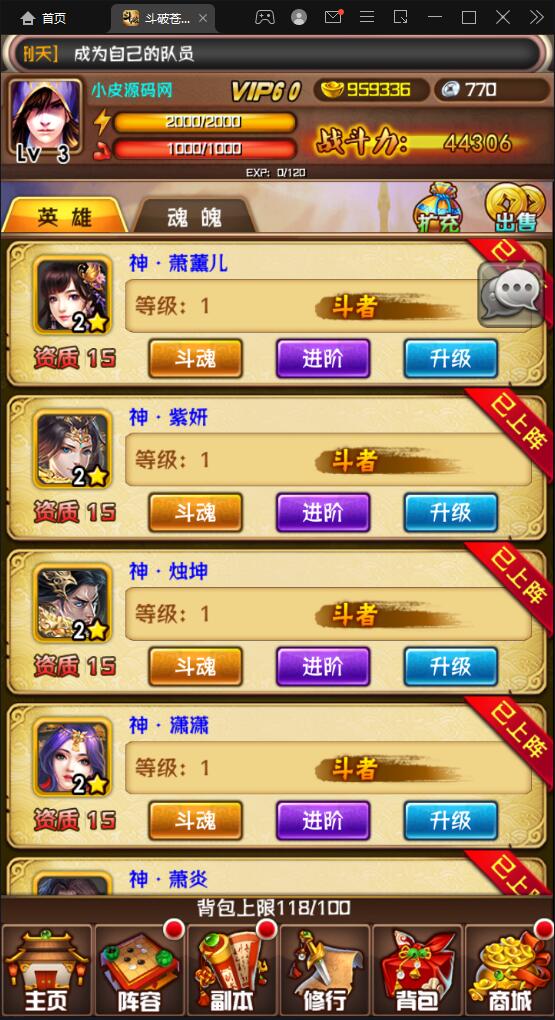 首页
斗破苍...
刑天】 成为自己的队员
小皮源码网
VIP60
959336
770
2000/2000
1000/1000
战斗力: 44306
Lv 3
EXP: 0/120
英雄
魂魄
扩充
出售
神·萧薰儿
已
等级: 1
斗者
2
资质 15
斗魂
进阶
升级
神·紫妍
已上阵
等级: 1
斗者
2
资质 15
斗魂
进阶
升级
神·烛坤
已上阵
等级: 1
斗者
2
资质 15
斗魂
进阶
升级
神·潇潇
已上阵
等级: 1
斗者
2
资质 15
斗魂
进阶
升级
神·萧炎
已上
背包上限118/100
主页
阵容
副本
修行
背包
商城